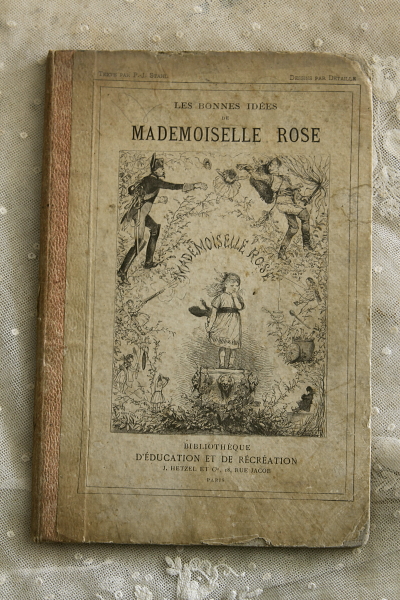 TEXTE PAR P.-J. STAHL
DESSINS PAR DETAILLE
LES BONNES IDÉES
DE
MADEMOISELLE ROSE
MADEMOISELLE ROSE
BIBLIOTHÈQUE
D'ÉDUCATION ET DE RÉCRÉATION
J. HETZEL ET Cie, 18, RUE JACOB
PARIS